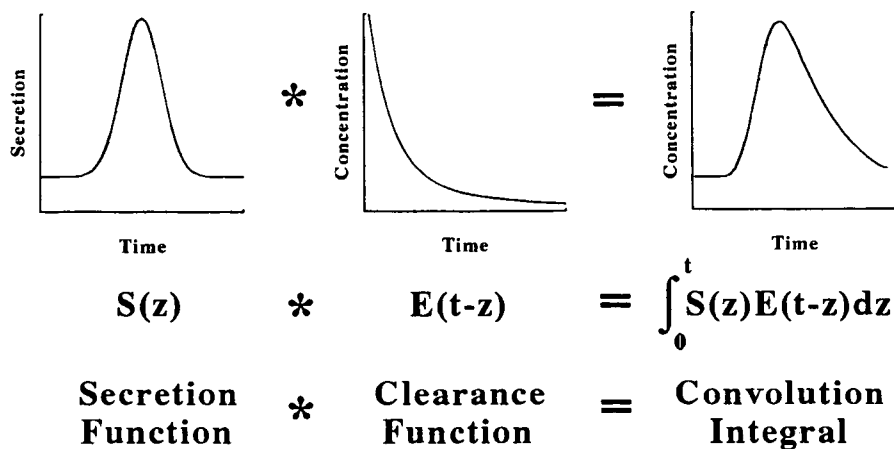 Secretion
*
Concentration
=
Concentration
Time
Time
Time
S(z) * E(t-z) = ∫₀ᵗ S(z)E(t-z)dz
Secretion Clearance Convolution
* =
Function Function Integral